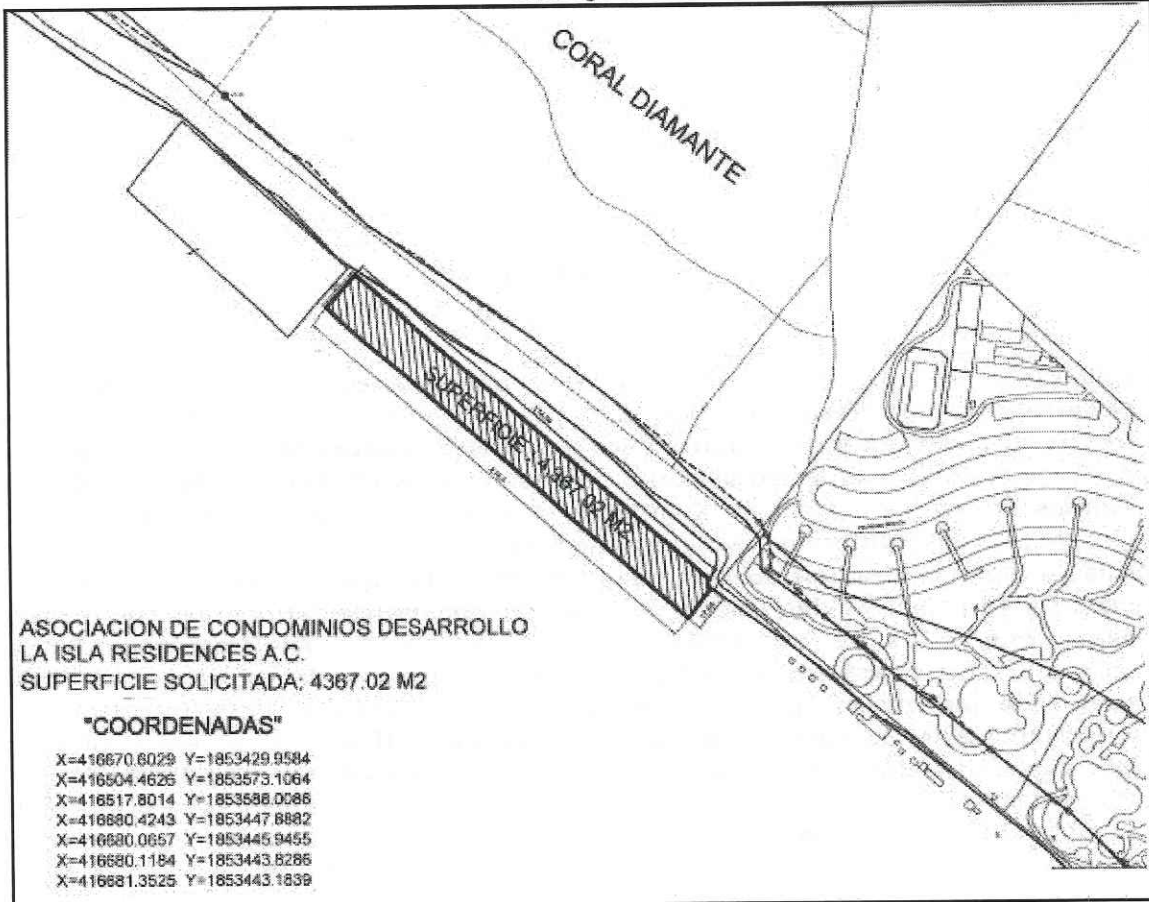 CORAL DIAMANTE
SUPERFICIE : 4,367.02 M2
ASOCIACION DE CONDOMINIOS DESARROLLO
LA ISLA RESIDENCES A.C.
SUPERFICIE SOLICITADA: 4367.02 M2
"COORDENADAS"
X=416670.6029 Y=1853429.9584
X=416504.4626 Y=1853573.1064
X=416517.8014 Y=1853588.0086
X=416680.4243 Y=1853447.8882
X=416680.0657 Y=1853445.9455
X=416680.1184 Y=1853443.8286
X=416681.3525 Y=1853443.1839